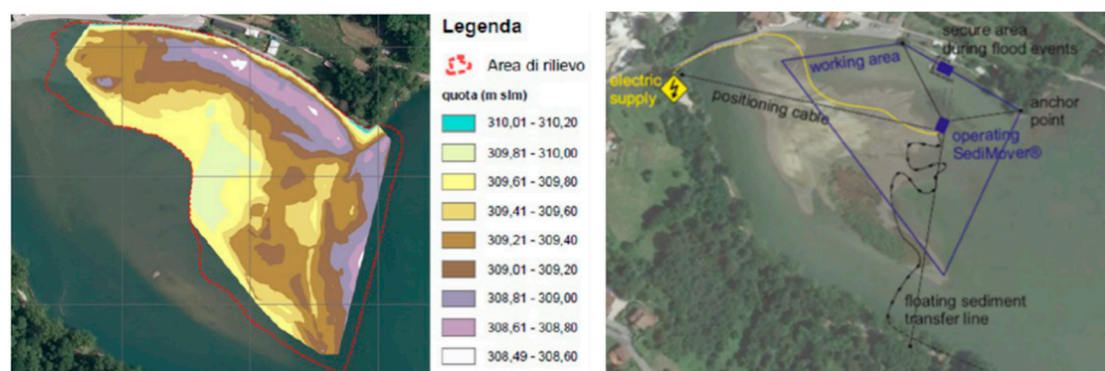 Legenda
Area di rilievo
quota (m slm)
310,01 - 310,20
309,81 - 310,00
309,61 - 309,80
309,41 - 309,60
309,21 - 309,40
309,01 - 309,20
308,81 - 309,00
308,61 - 308,80
308,49 - 308,60
secure area
during flood events
working area
electric
supply
positioning cable
anchor
point
operating
SediMover®
floating sediment
transfer line